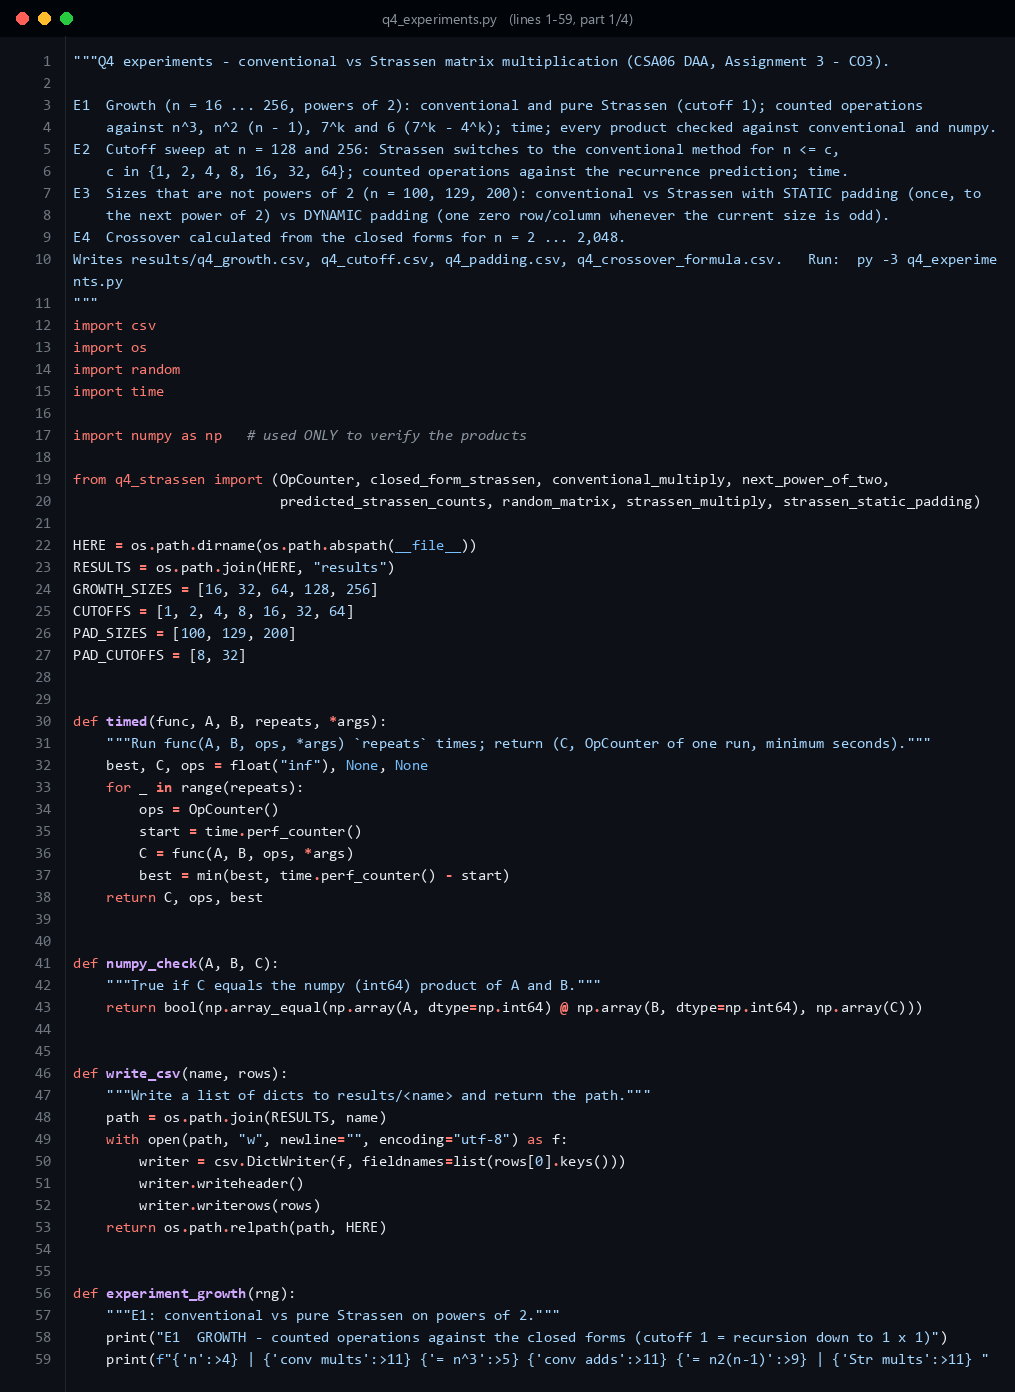 q4_experiments.py (lines 1-59, part 1/4)
1 """Q4 experiments - conventional vs Strassen matrix multiplication (CSA06 DAA, Assignment 3 - CO3).
2
3 E1  Growth (n = 16 ... 256, powers of 2): conventional and pure Strassen (cutoff 1); counted operations
4     against n^3, n^2 (n - 1), 7^k and 6 (7^k - 4^k); time; every product checked against conventional and numpy.
5 E2  Cutoff sweep at n = 128 and 256: Strassen switches to the conventional method for n <= c,
6     c in {1, 2, 4, 8, 16, 32, 64}; counted operations against the recurrence prediction; time.
7 E3  Sizes that are not powers of 2 (n = 100, 129, 200): conventional vs Strassen with STATIC padding (once, to
8     the next power of 2) vs DYNAMIC padding (one zero row/column whenever the current size is odd).
9 E4  Crossover calculated from the closed forms for n = 2 ... 2,048.
10 Writes results/q4_growth.csv, q4_cutoff.csv, q4_padding.csv, q4_crossover_formula.csv.   Run:  py -3 q4_experime
nts.py
11 """
12 import csv
13 import os
14 import random
15 import time
16
17 import numpy as np   # used ONLY to verify the products
18
19 from q4_strassen import (OpCounter, closed_form_strassen, conventional_multiply, next_power_of_two,
20                          predicted_strassen_counts, random_matrix, strassen_multiply, strassen_static_padding)
21
22 HERE = os.path.dirname(os.path.abspath(__file__))
23 RESULTS = os.path.join(HERE, "results")
24 GROWTH_SIZES = [16, 32, 64, 128, 256]
25 CUTOFFS = [1, 2, 4, 8, 16, 32, 64]
26 PAD_SIZES = [100, 129, 200]
27 PAD_CUTOFFS = [8, 32]
28
29
30 def timed(func, A, B, repeats, *args):
31     """Run func(A, B, ops, *args) `repeats` times; return (C, OpCounter of one run, minimum seconds)."""
32     best, C, ops = float("inf"), None, None
33     for _ in range(repeats):
34         ops = OpCounter()
35         start = time.perf_counter()
36         C = func(A, B, ops, *args)
37         best = min(best, time.perf_counter() - start)
38     return C, ops, best
39
40
41 def numpy_check(A, B, C):
42     """True if C equals the numpy (int64) product of A and B."""
43     return bool(np.array_equal(np.array(A, dtype=np.int64) @ np.array(B, dtype=np.int64), np.array(C)))
44
45
46 def write_csv(name, rows):
47     """Write a list of dicts to results/<name> and return the path."""
48     path = os.path.join(RESULTS, name)
49     with open(path, "w", newline="", encoding="utf-8") as f:
50         writer = csv.DictWriter(f, fieldnames=list(rows[0].keys()))
51         writer.writeheader()
52         writer.writerows(rows)
53     return os.path.relpath(path, HERE)
54
55
56 def experiment_growth(rng):
57     """E1: conventional vs pure Strassen on powers of 2."""
58     print("E1  GROWTH - counted operations against the closed forms (cutoff 1 = recursion down to 1 x 1)")
59     print(f"{'n':>4} | {'conv mults':>11} {'= n^3':>5} {'conv adds':>11} {'= n2(n-1)':>9} | {'Str mults':>11} "